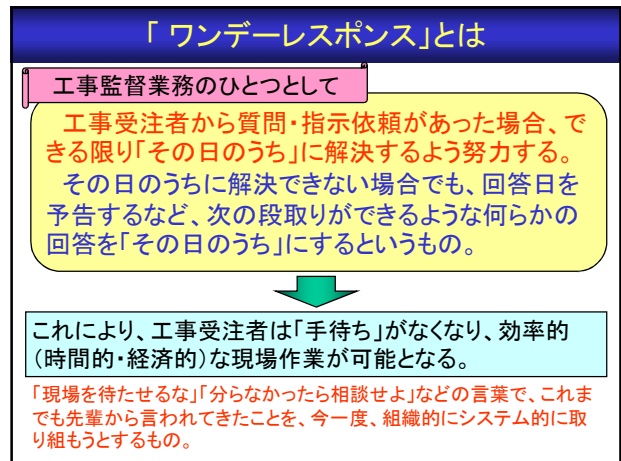 「 ワンデーレスポンス」とは
工事監督業務のひとつとして
工事受注者から質問・指示依頼があった場合、で
きる限り「その日のうち」に解決するよう努力する。
その日のうちに解決できない場合でも、回答日を
予告するなど、次の段取りができるような何らかの
回答を「その日のうち」にするというもの。
これにより、工事受注者は「手待ち」がなくなり、効率的
（時間的・経済的）な現場作業が可能となる。
「現場を待たせるな」「分らなかったら相談せよ」などの言葉で、これま
でも先輩から言われてきたことを、今一度、組織的にシステム的に取
り組もうとするもの。